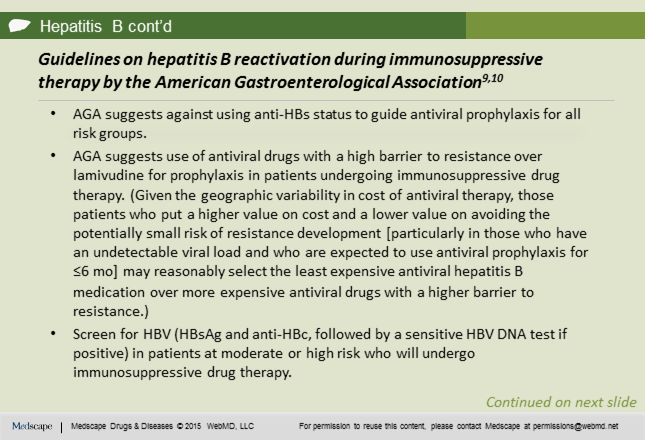 Hepatitis B cont’d
Guidelines on hepatitis B reactivation during immunosuppressive
therapy by the American Gastroenterological Association9,10
• AGA suggests against using anti-HBs status to guide antiviral prophylaxis for all
risk groups.
• AGA suggests use of antiviral drugs with a high barrier to resistance over
lamivudine for prophylaxis in patients undergoing immunosuppressive drug
therapy. (Given the geographic variability in cost of antiviral therapy, those
patients who put a higher value on cost and a lower value on avoiding the
potentially small risk of resistance development [particularly in those who have
an undetectable viral load and who are expected to use antiviral prophylaxis for
≤6 mo] may reasonably select the least expensive antiviral hepatitis B
medication over more expensive antiviral drugs with a higher barrier to
resistance.)
• Screen for HBV (HBsAg and anti-HBc, followed by a sensitive HBV DNA test if
positive) in patients at moderate or high risk who will undergo
immunosuppressive drug therapy.
Continued on next slide
Medscape | Medscape Drugs & Diseases © 2015 WebMD, LLC For permission to reuse this content, please contact Medscape at permissions@webmd.net